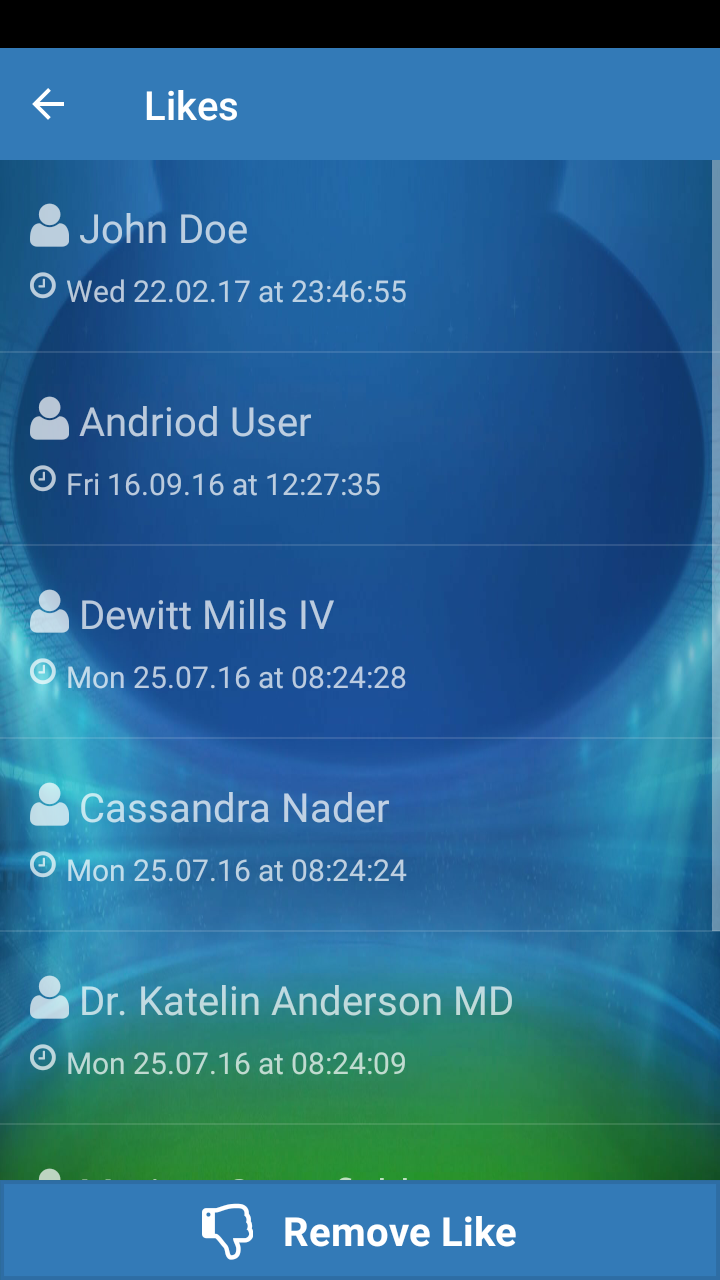 Likes
John Doe
Wed 22.02.17 at 23:46:55
Andriod User
Fri 16.09.16 at 12:27:35
Dewitt Mills IV
Mon 25.07.16 at 08:24:28
Cassandra Nader
Mon 25.07.16 at 08:24:24
Dr. Katelin Anderson MD
Mon 25.07.16 at 08:24:09
Remove Like